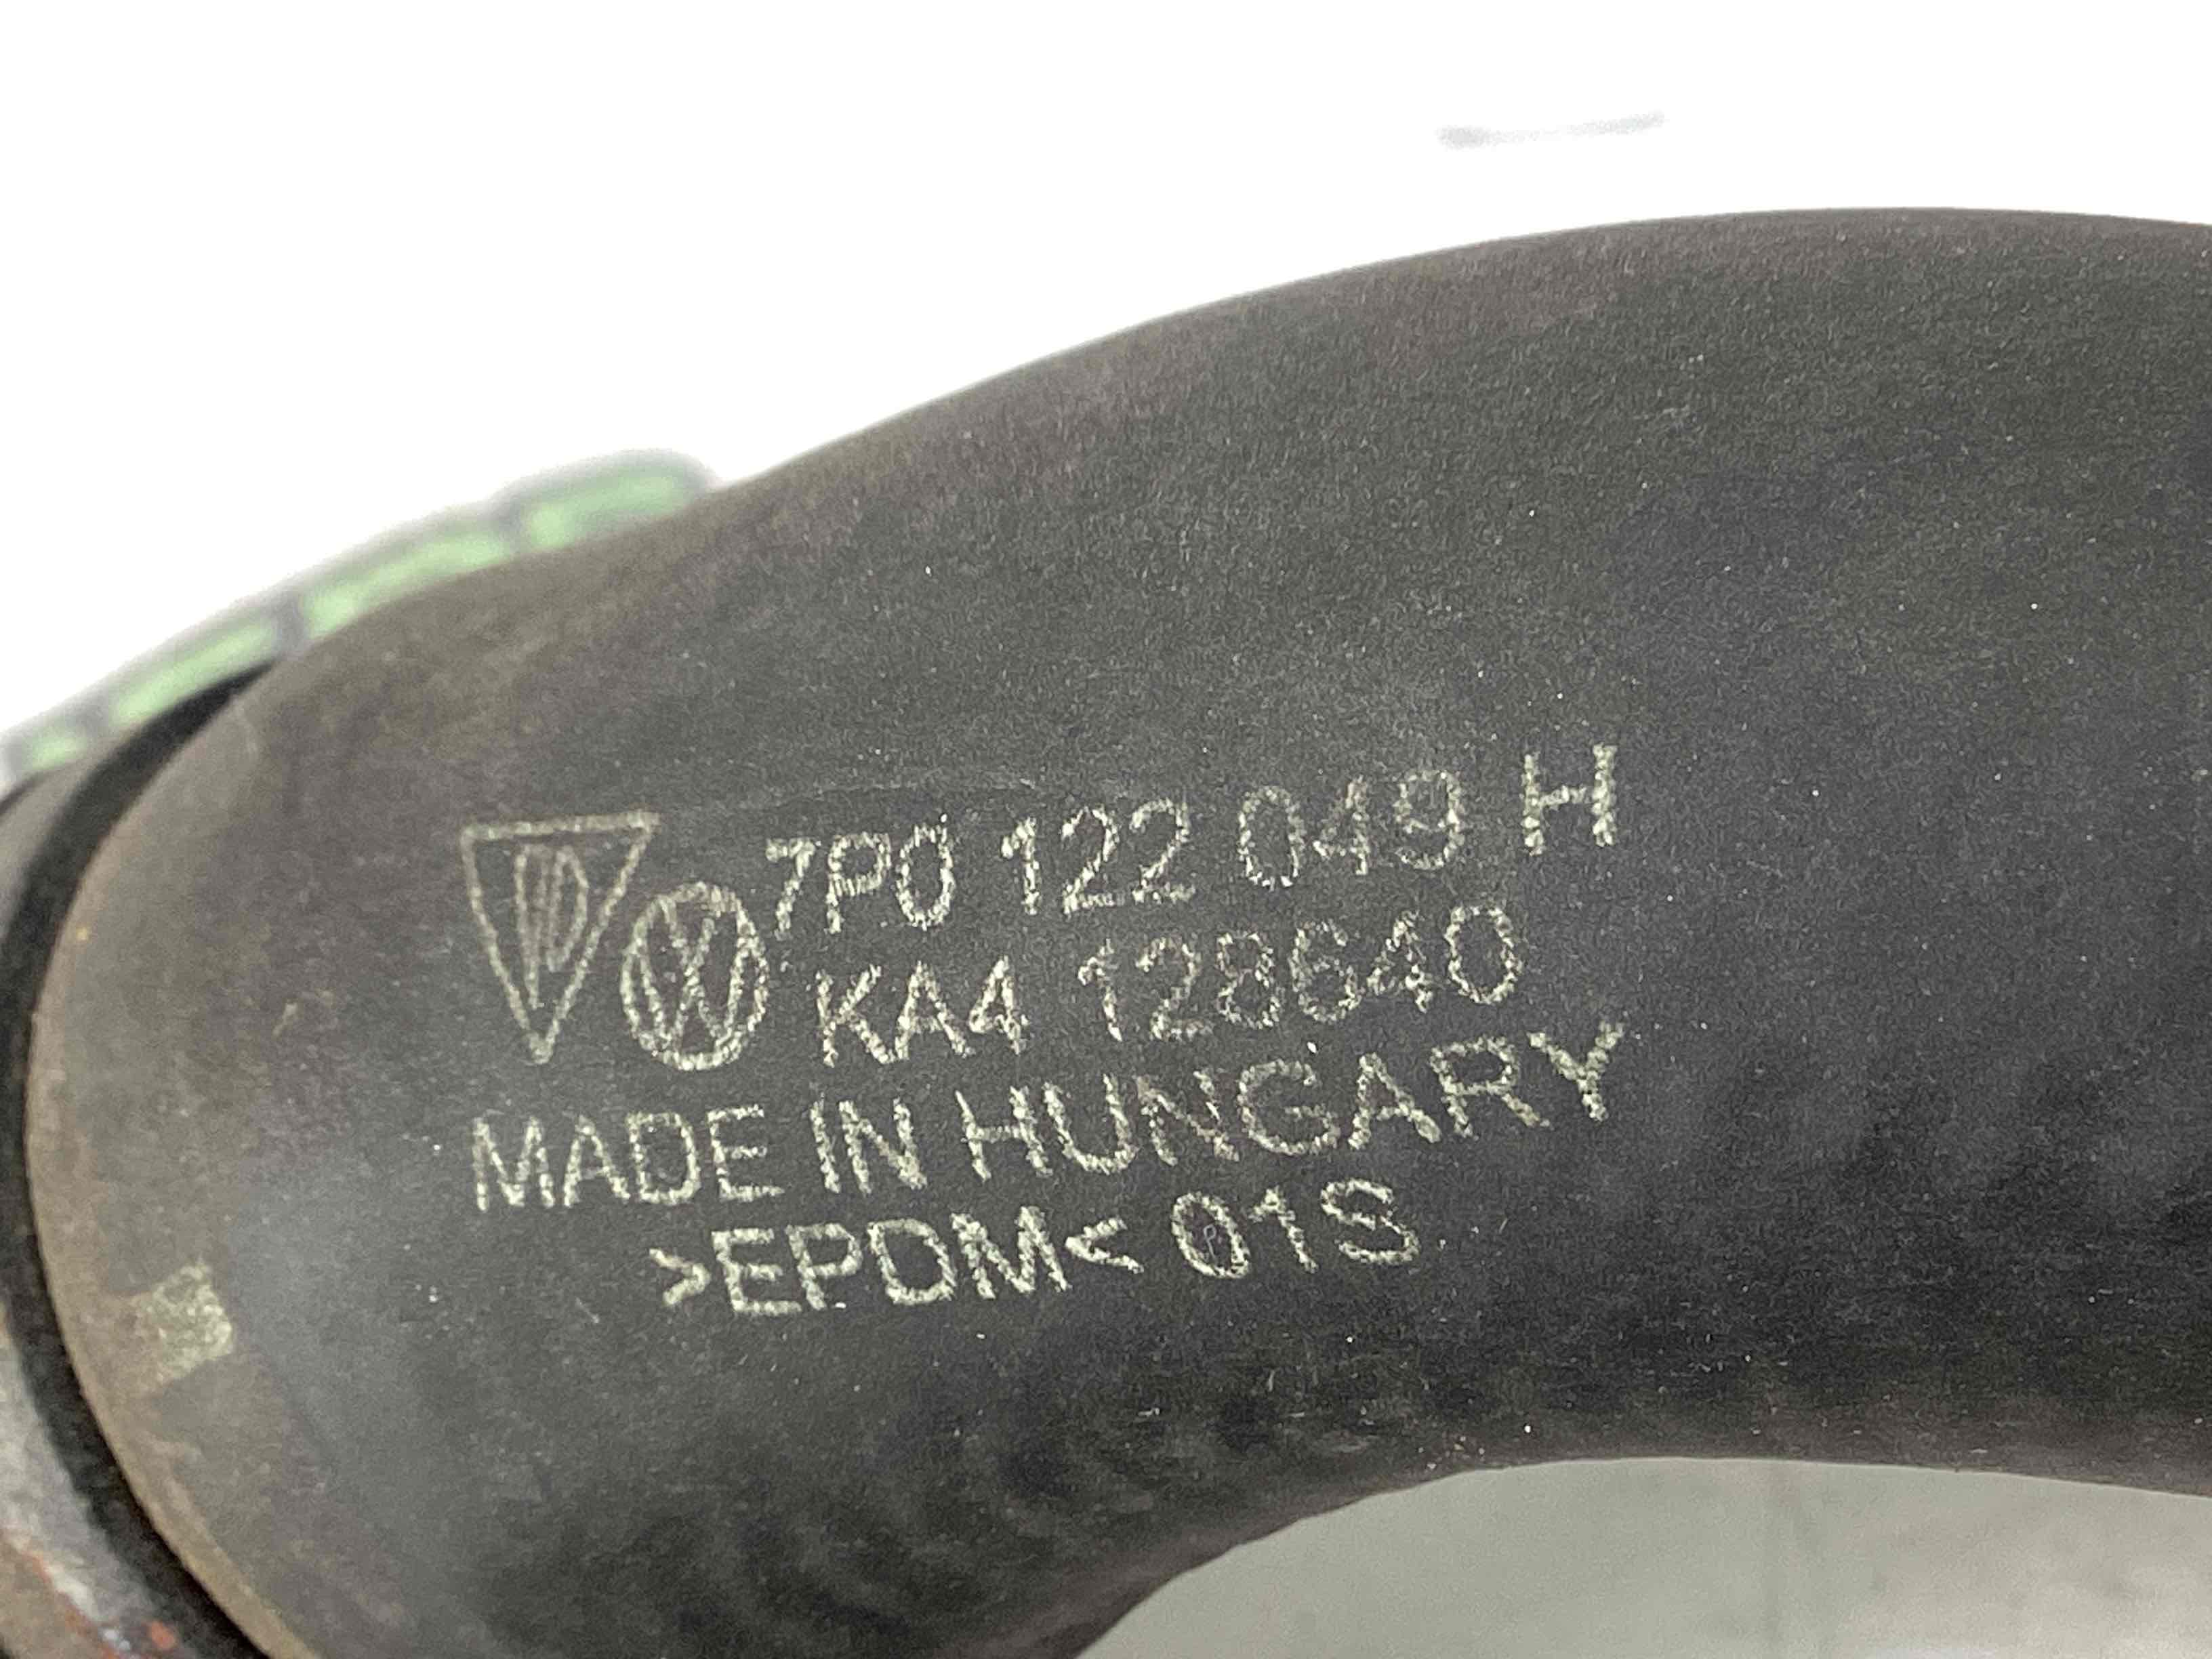 7P0 122 049 H
KA4 128640
MADE IN HUNGARY
>EPDM< 01S